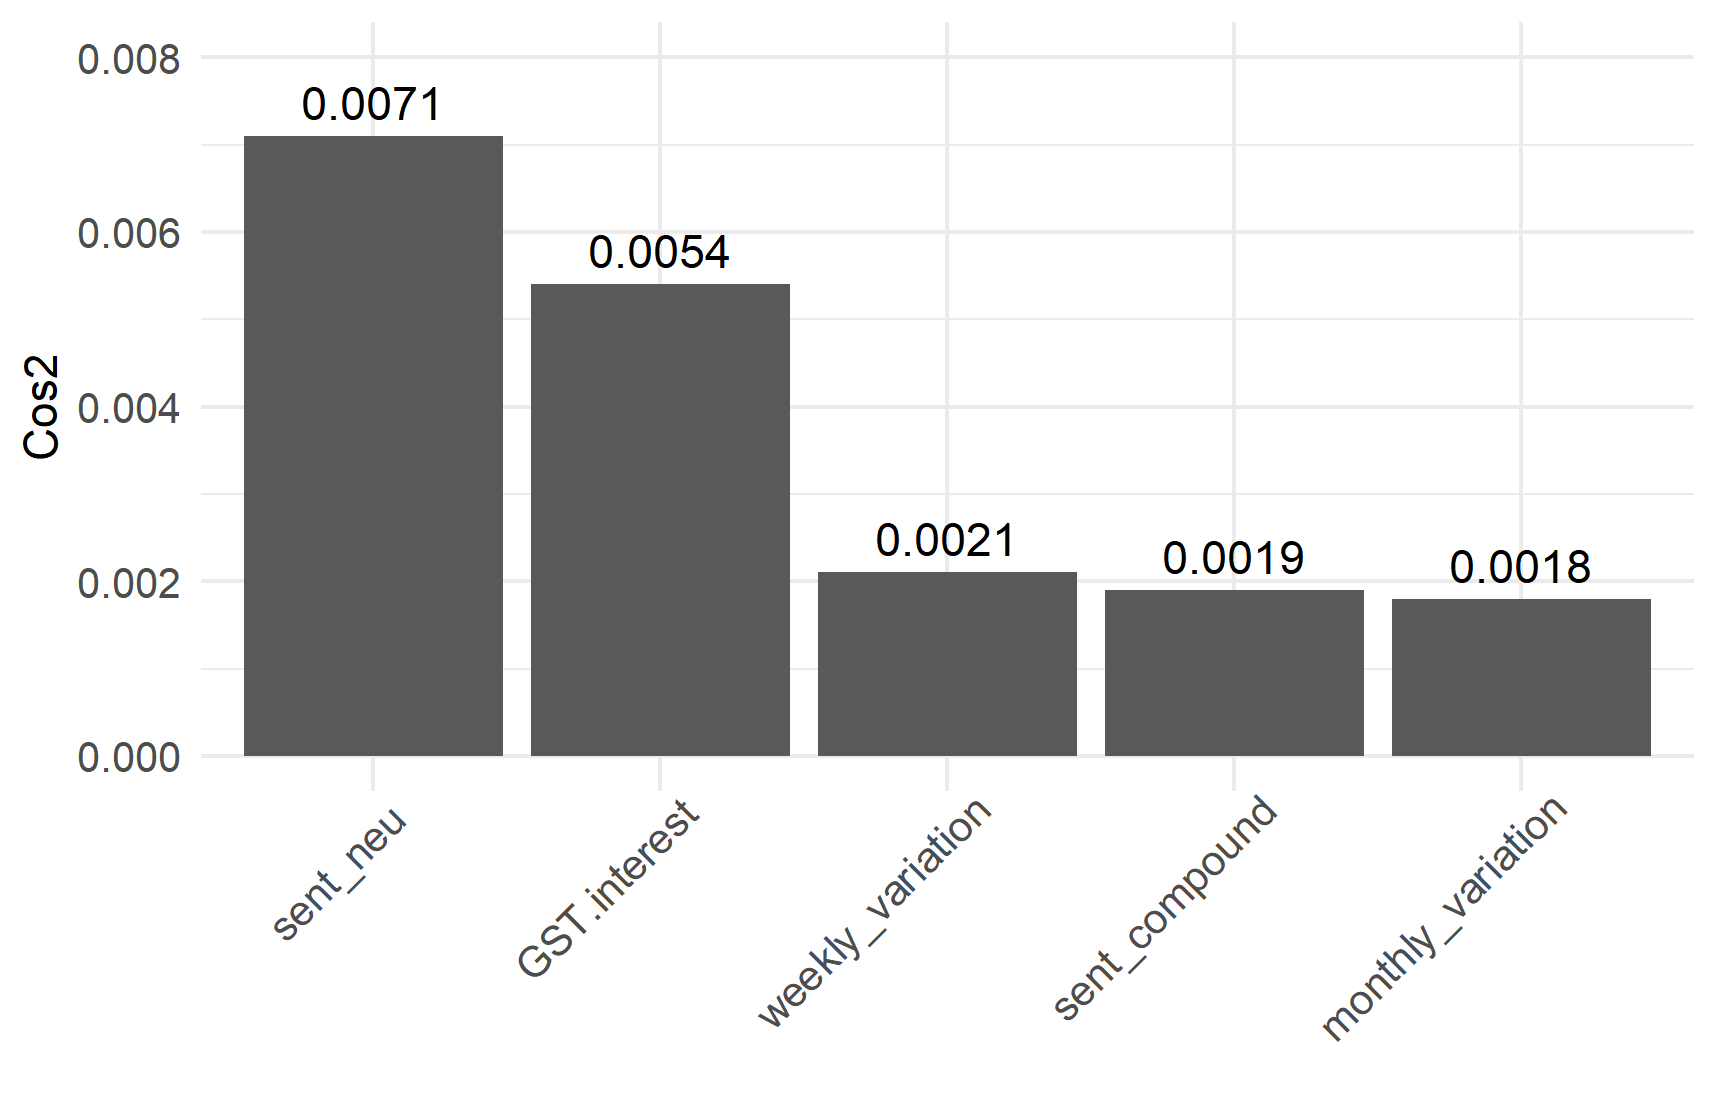 0.008
0.006
0.004
0.002
0.000
Cos2
0.0071
0.0054
0.0021
0.0019
0.0018
sent_neu
GST.interest
weekly_variation
sent_compound
monthly_variation